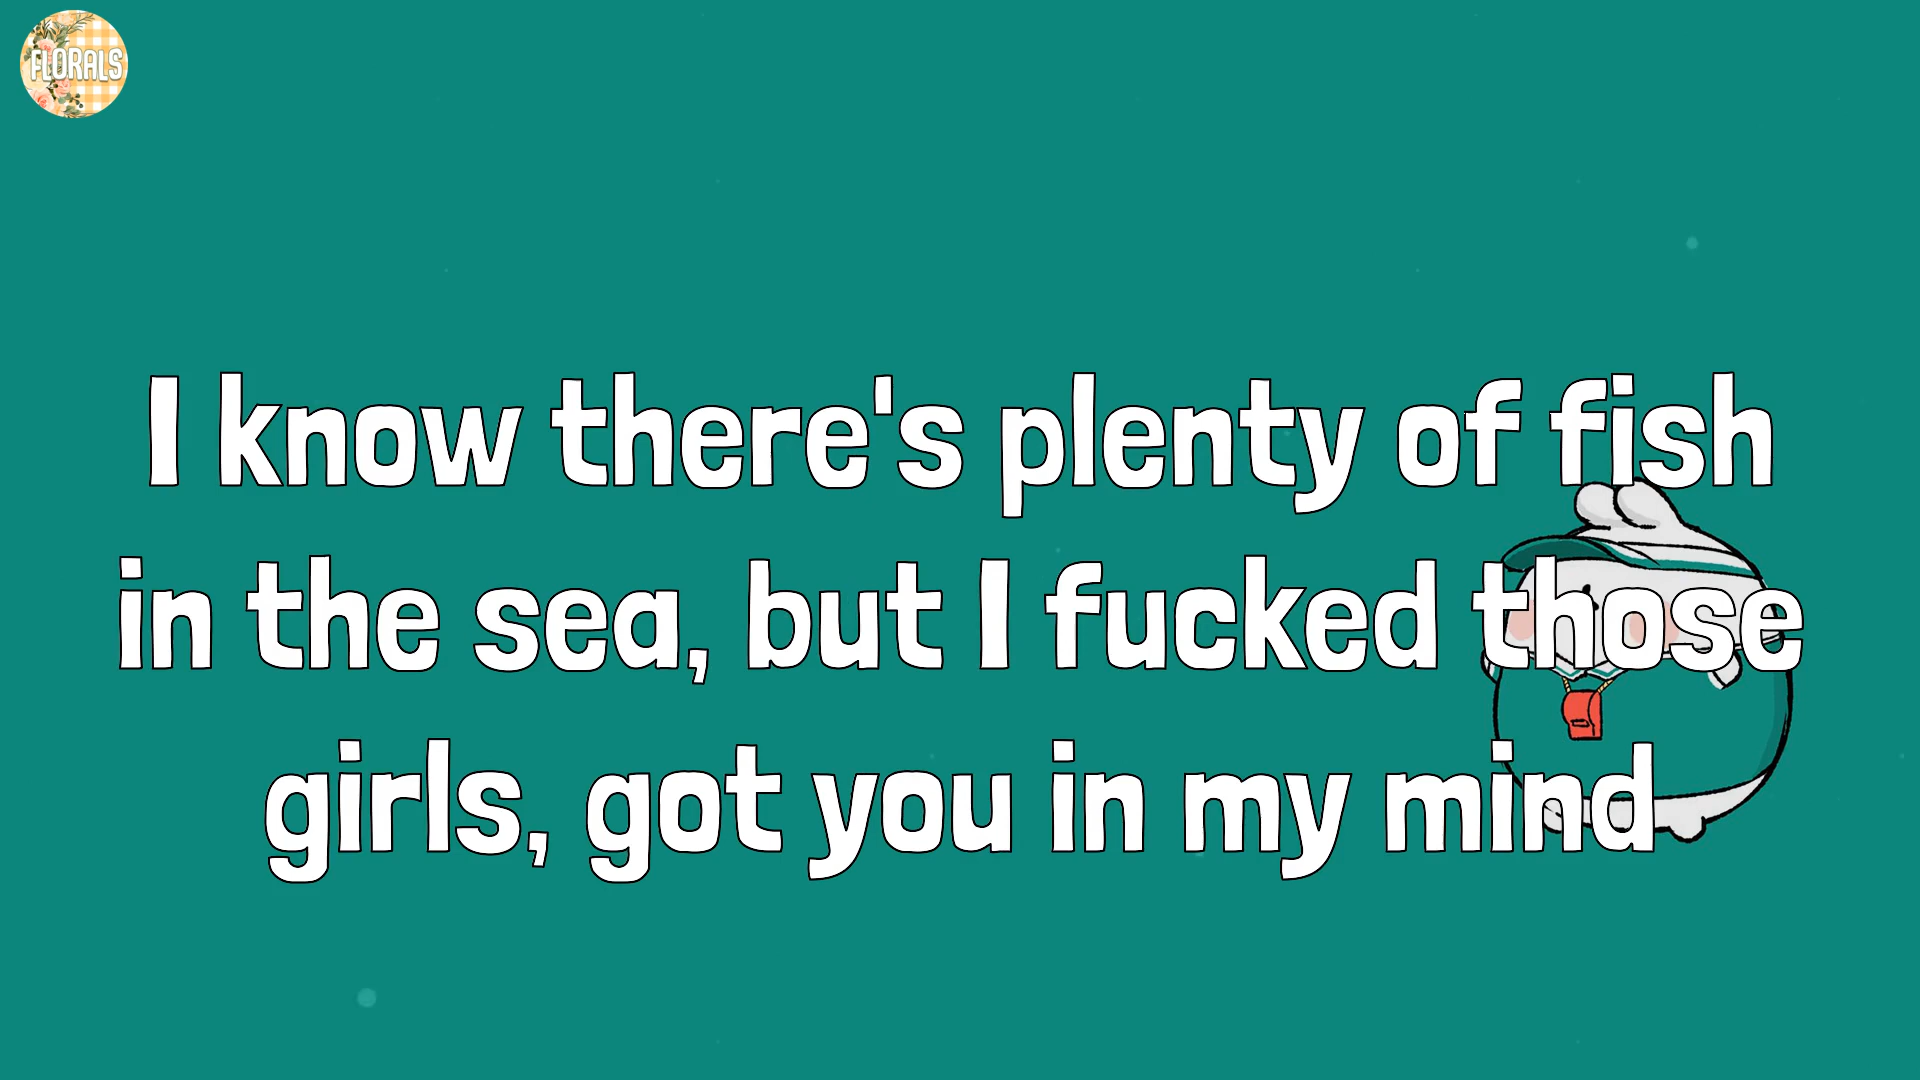 FLORALS
I know there's plenty of fish
in the sea, but I fucked those
girls, got you in my mind